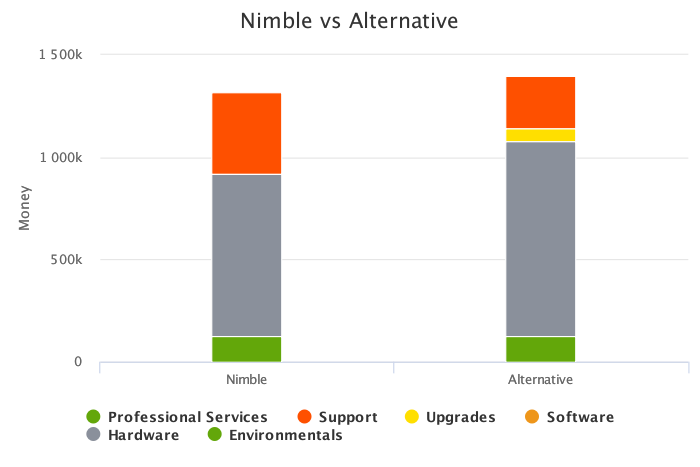 Nimble vs Alternative
1 500k
1 000k
500k
0
Money
Nimble
Alternative
Professional Services
Support
Upgrades
Software
Hardware
Environmentals